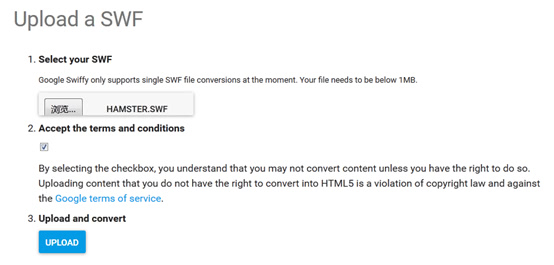 Upload a SWF
1. Select your SWF
Google Swiffy only supports single SWF file conversions at the moment. Your file needs to be below 1MB.
浏览... HAMSTER.SWF
2. Accept the terms and conditions
By selecting the checkbox, you understand that you may not convert content unless you have the right to do so.
Uploading content that you do not have the right to convert into HTML5 is a violation of copyright law and against
the Google terms of service.
3. Upload and convert
UPLOAD